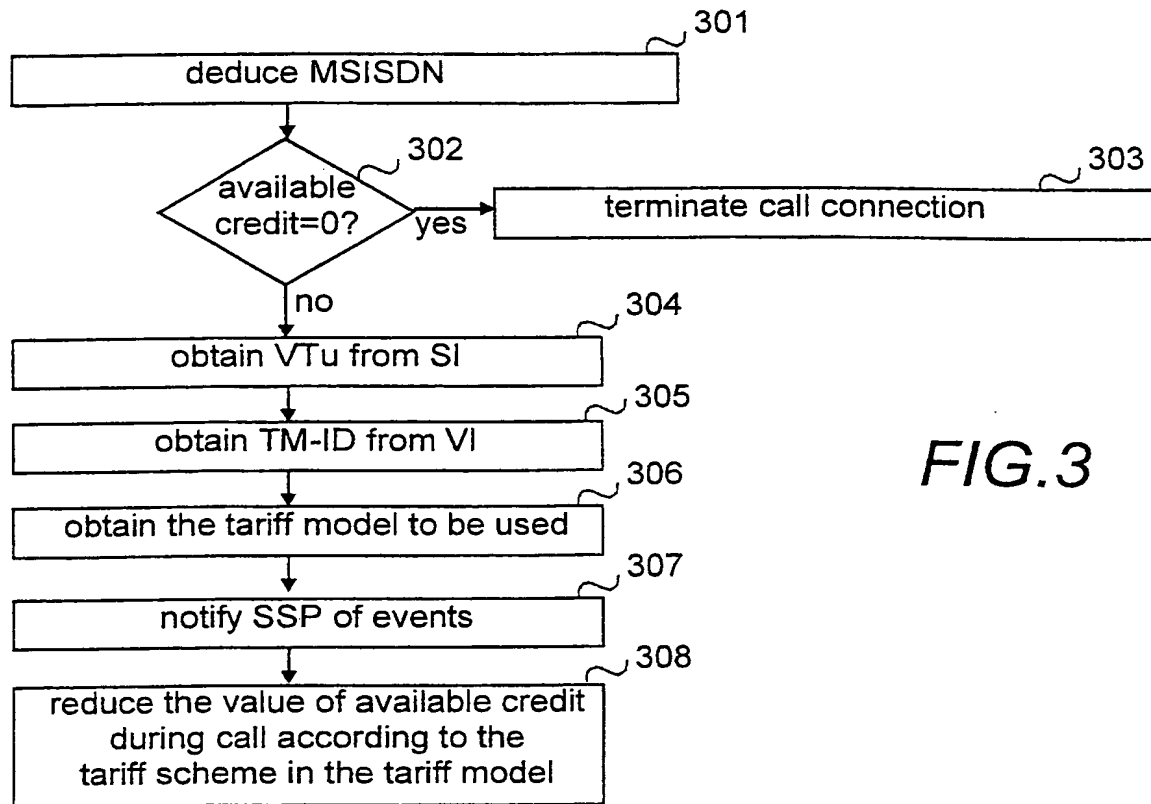 301
deduce MSISDN
302
available
credit=0?
yes
303
terminate call connection
no
304
obtain VTu from SI
305
obtain TM-ID from VI
306
obtain the tariff model to be used
307
notify SSP of events
308
reduce the value of available credit
during call according to the
tariff scheme in the tariff model
FIG.3